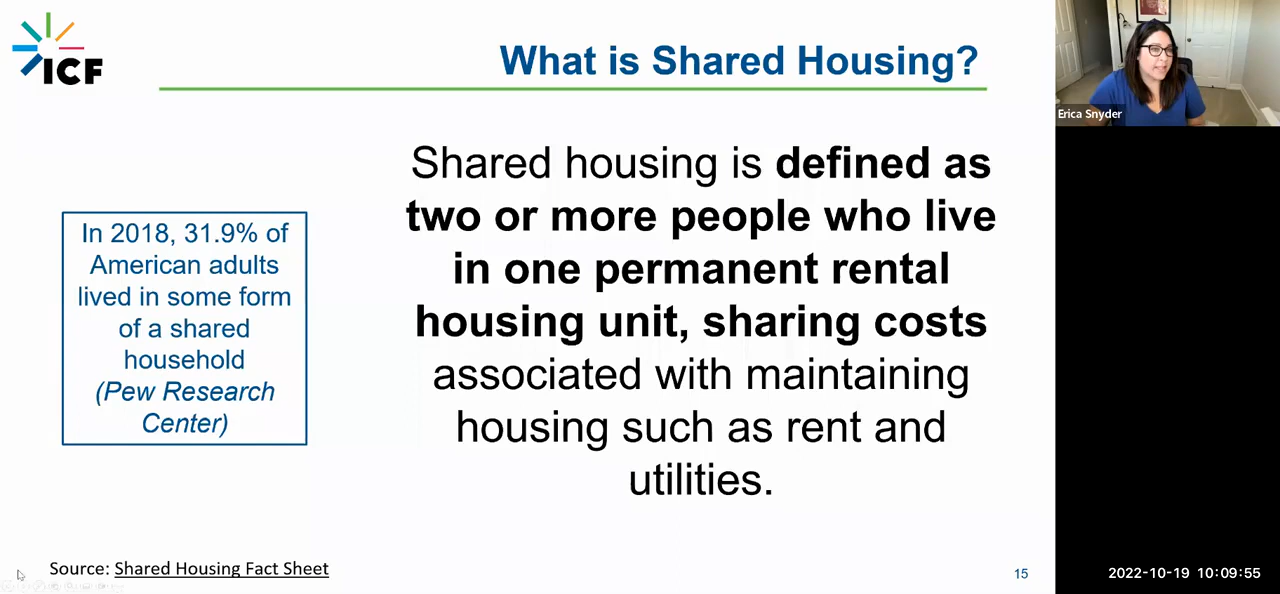 ICF
What is Shared Housing?
In 2018, 31.9% of
American adults
lived in some form
of a shared
household
(Pew Research
Center)
Shared housing is defined as
two or more people who live
in one permanent rental
housing unit, sharing costs
associated with maintaining
housing such as rent and
utilities.
Source: Shared Housing Fact Sheet
15
Erica Snyder
2022-10-19 10:09:55